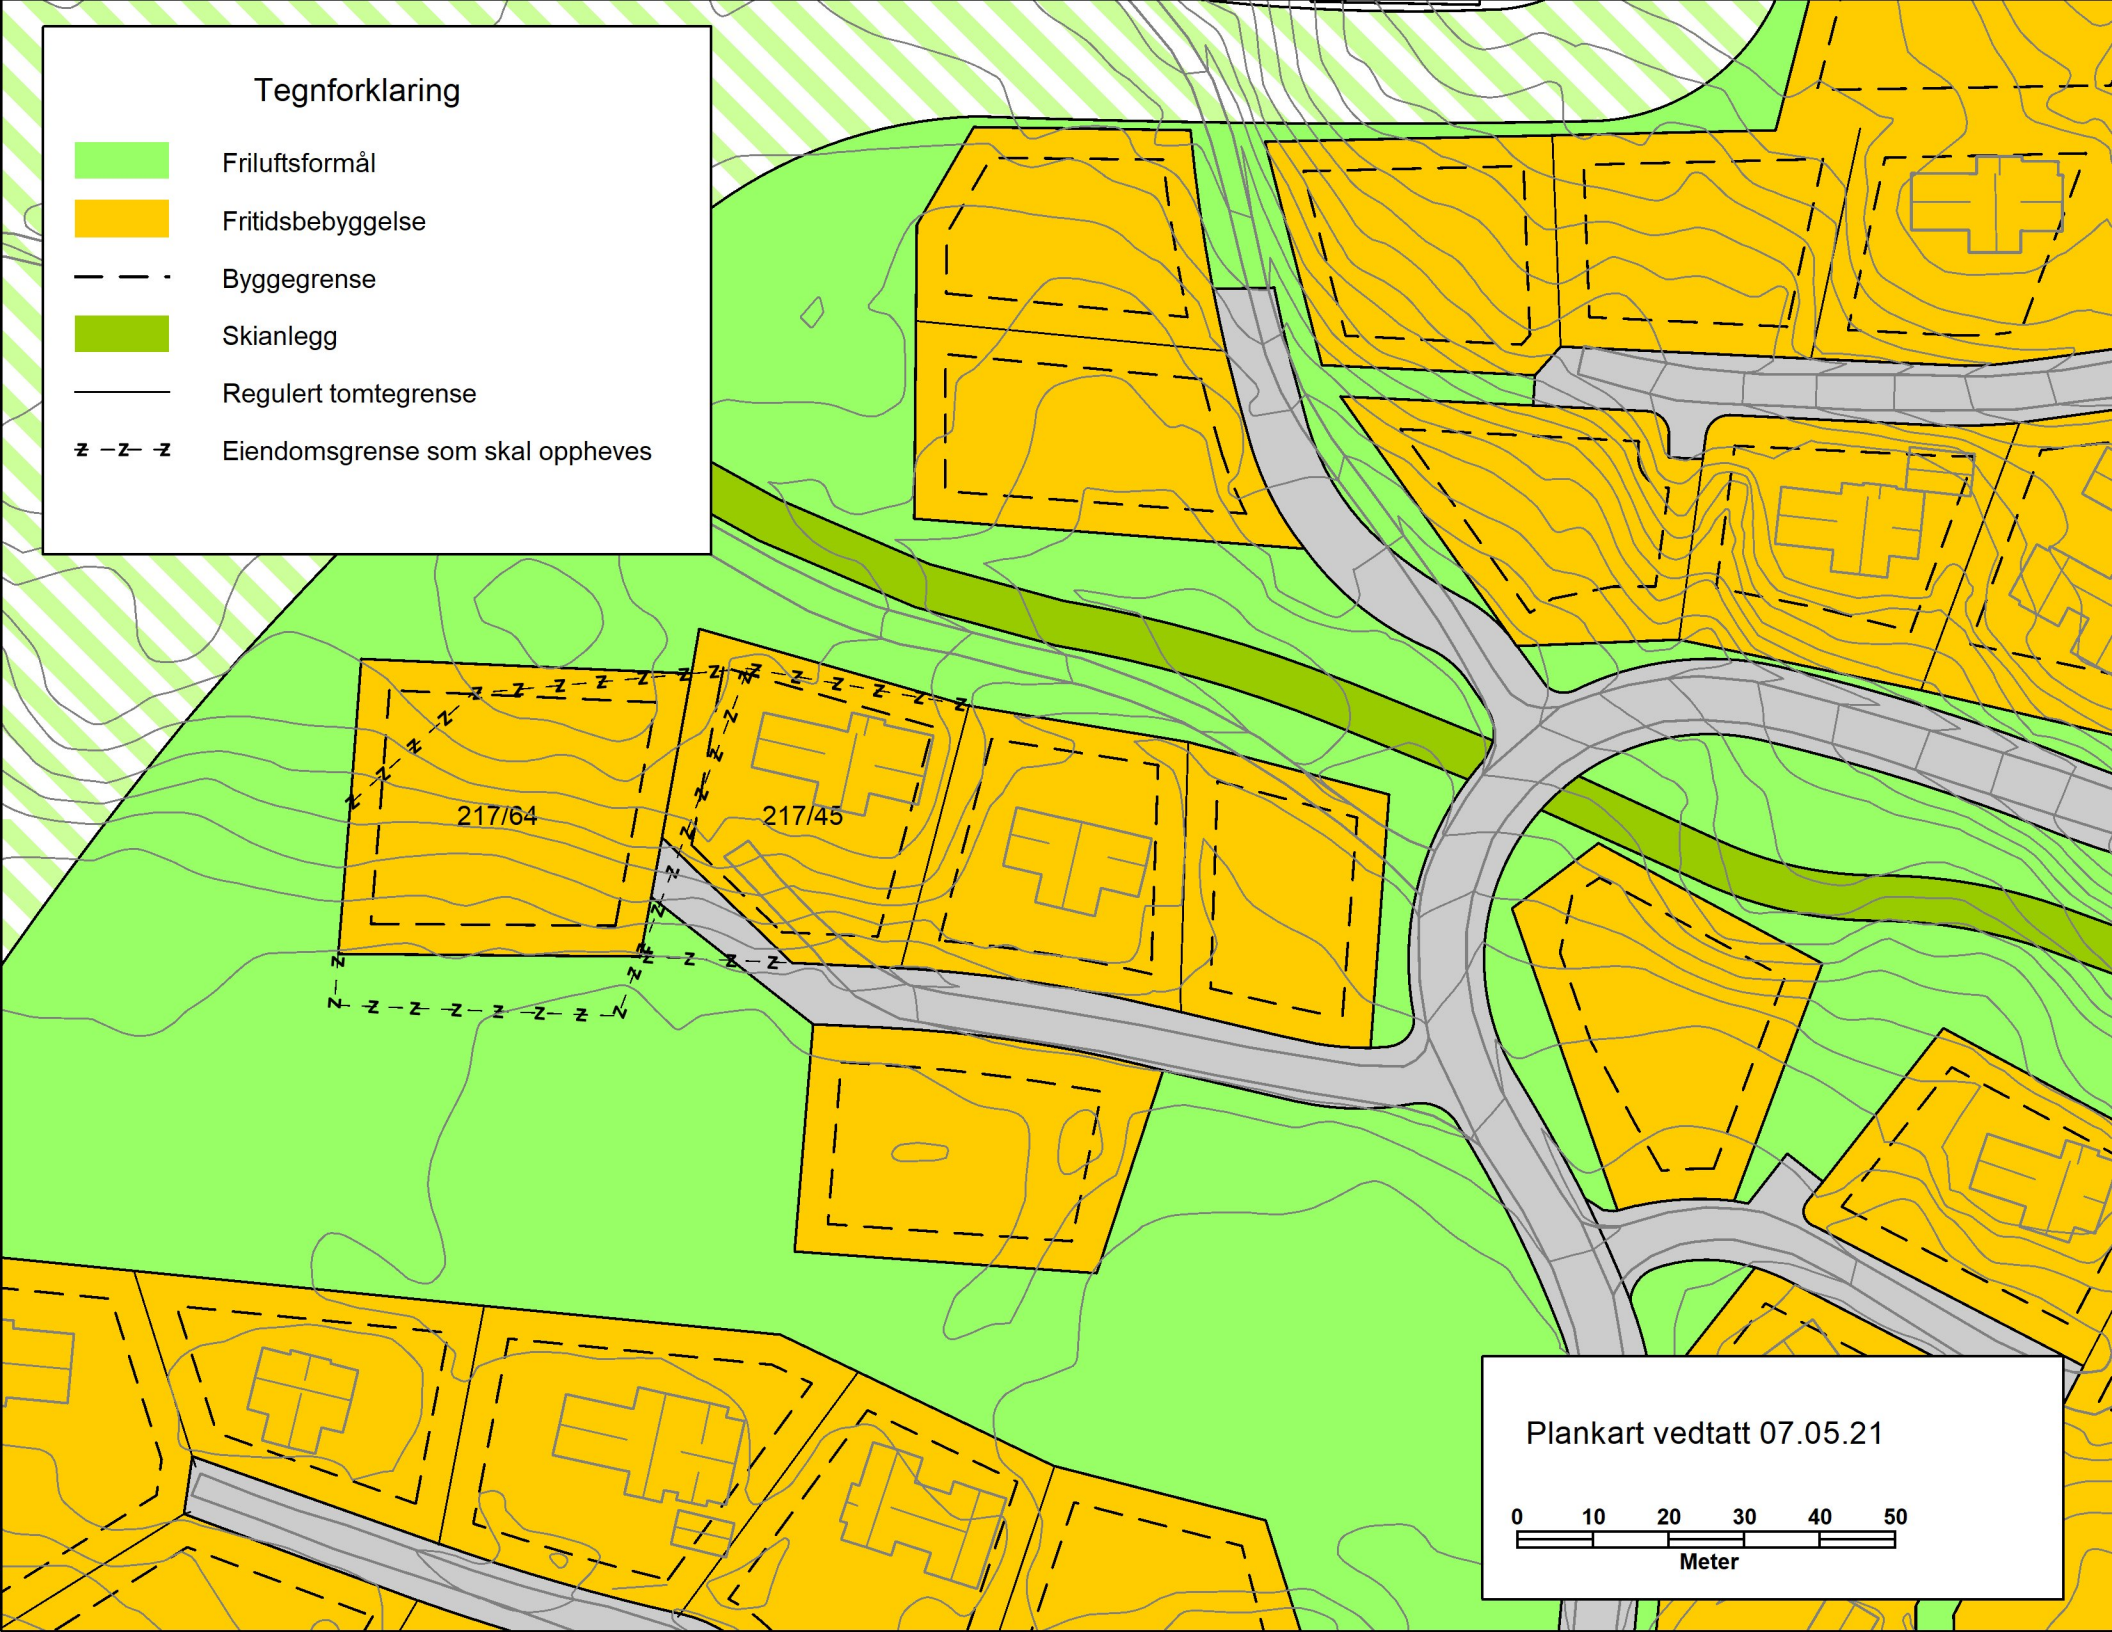 Tegnforklaring
Friluftsformål
Fritidsbebyggelse
Byggegrense
Skianlegg
Regulert tomtegrense
Z Z Z Eiendomsgrense som skal oppheves
217/64
217/45
Plankart vedtatt 07.05.21
0 10 20 30 40 50
Meter